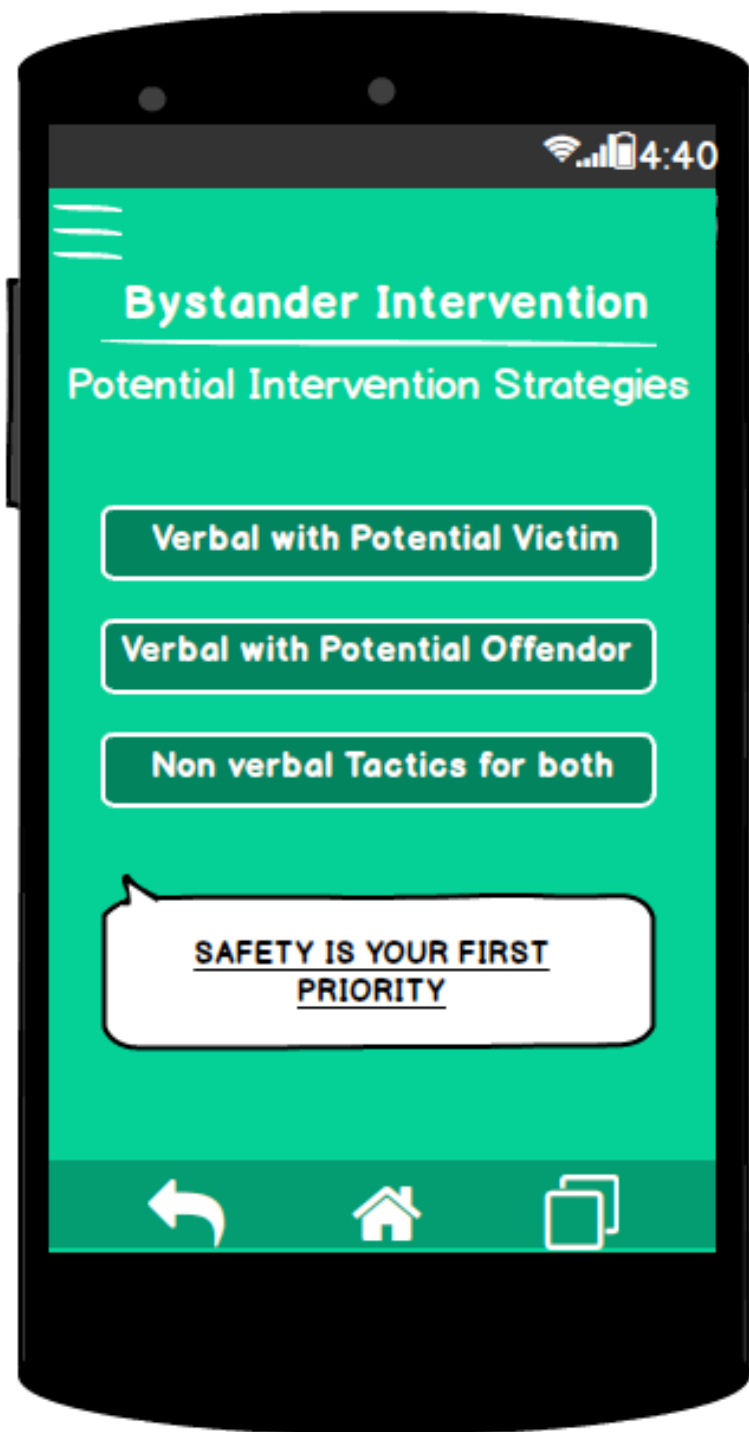 4:40
Bystander Intervention
Potential Intervention Strategies
Verbal with Potential Victim
Verbal with Potential Offendor
Non verbal Tactics for both
SAFETY IS YOUR FIRST
PRIORITY